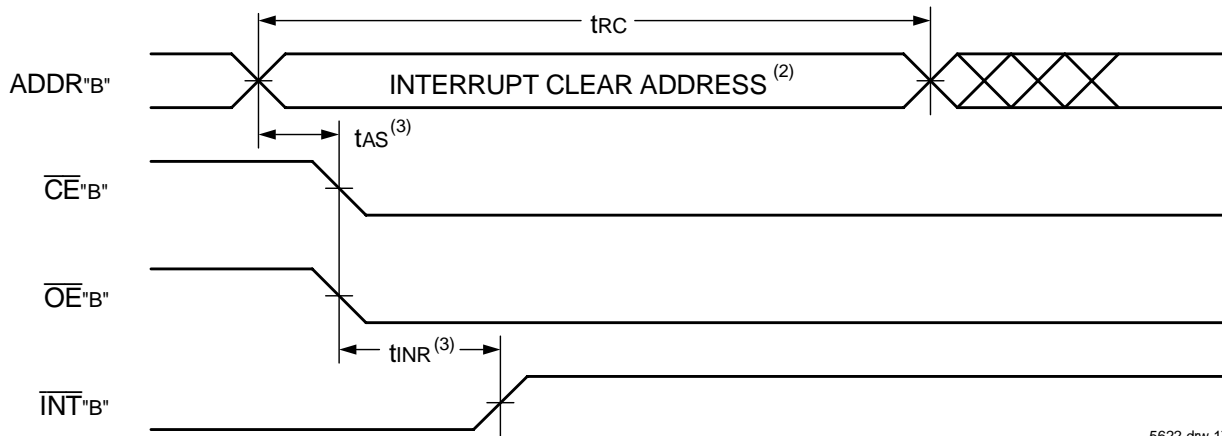 tRC
ADDR"B"
INTERRUPT CLEAR ADDRESS (2)
tAS (3)
CE"B"
OE"B"
tINR (3)
INT"B"